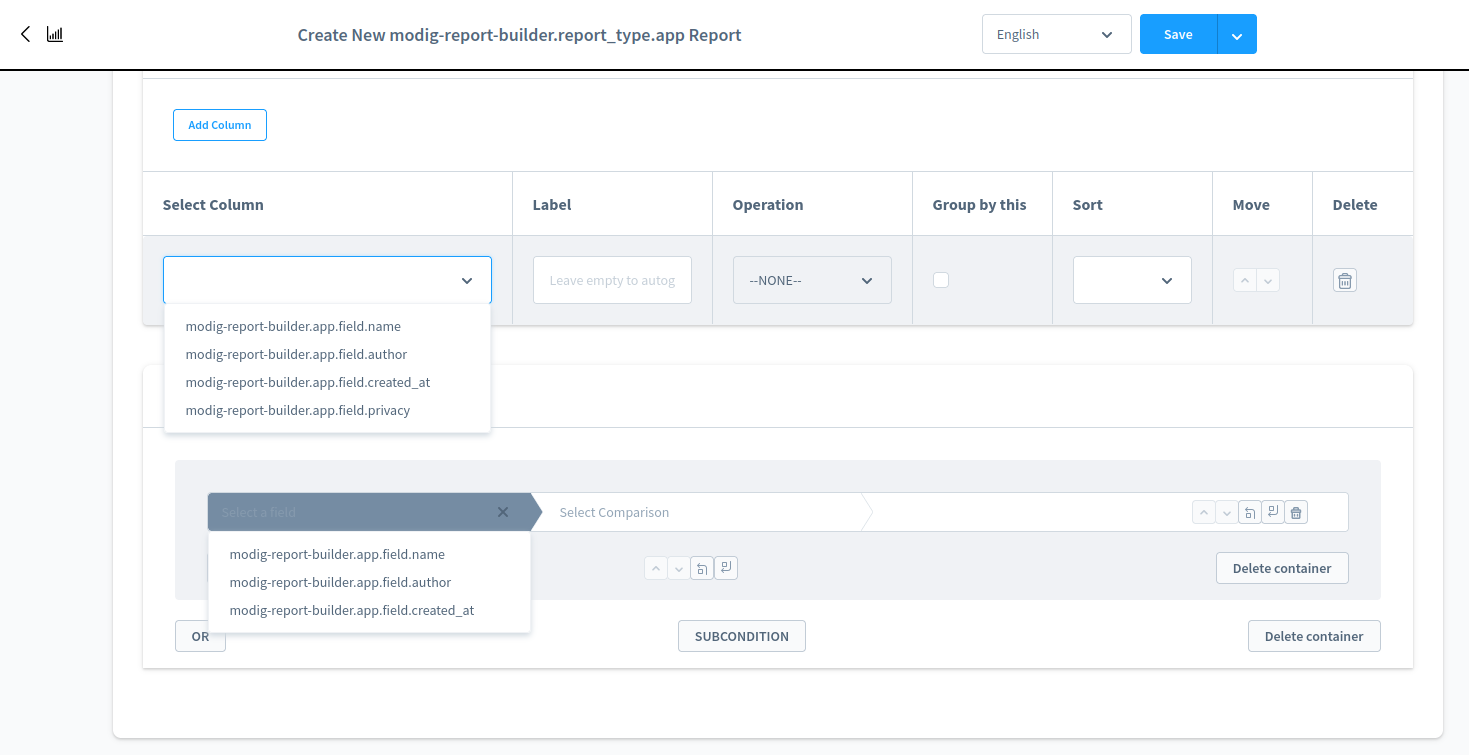 Create New modig-report-builder.report_type.app Report
English
Save
Add Column
Select Column
Label
Operation
Group by this
Sort
Move
Delete
Leave empty to autog
--NONE--
modig-report-builder.app.field.name
modig-report-builder.app.field.author
modig-report-builder.app.field.created_at
modig-report-builder.app.field.privacy
Select a field
Select Comparison
modig-report-builder.app.field.name
modig-report-builder.app.field.author
modig-report-builder.app.field.created_at
Delete container
OR
SUBCONDITION
Delete container